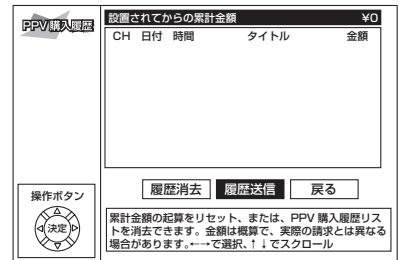 PPV購入履歴
設置されてからの累計金額 ¥0
CH 日付 時間 タイトル 金額
履歴消去 履歴送信 戻る
操作ボタン
決定
累計金額の起算をリセット、または、PPV 購入履歴リス
トを消去できます。金額は概算で、実際の請求とは異なる
場合があります。←→で選択、↑↓でスクロール